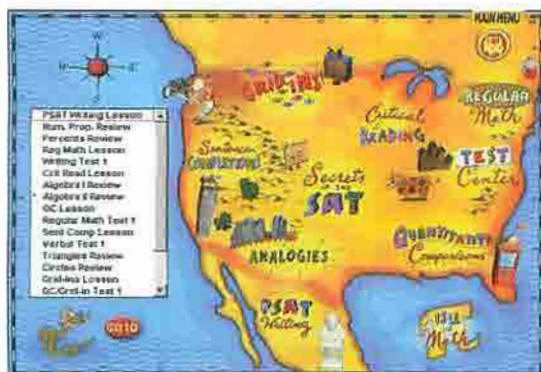 MAIN MENU
W
S
GRID-INS
REGULAR
Math
Critical
READING
Sentence
COMPLETIONS
TEST
Center
Secrets
OF THE
SAT
QUANTITATIVE
Comparisons
ANALOGIES
PSAT
Writing
Math
GO TO
PSAT Writing Lesson
Num. Prop. Review
Percents Review
Reg Math Lesson
Writing Test 1
Crit Read Lesson
Algebra I Review
Algebra II Review
QC Lesson
Regular Math Test 1
Sent Comp Lesson
Verbal Test 1
Triangles Review
Circles Review
Grid-ins Lesson
QC/Grid-in Test 1